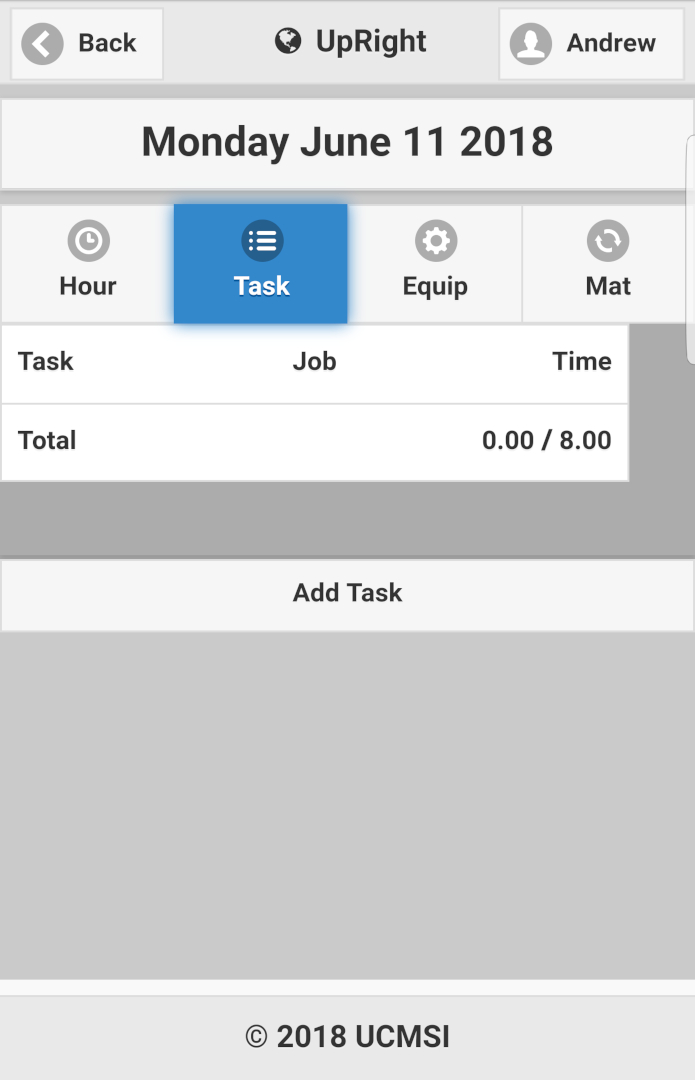 Back UpRight Andrew
Monday June 11 2018
Hour Task Equip Mat
Task Job Time
Total 0.00 / 8.00
Add Task
© 2018 UCMSI